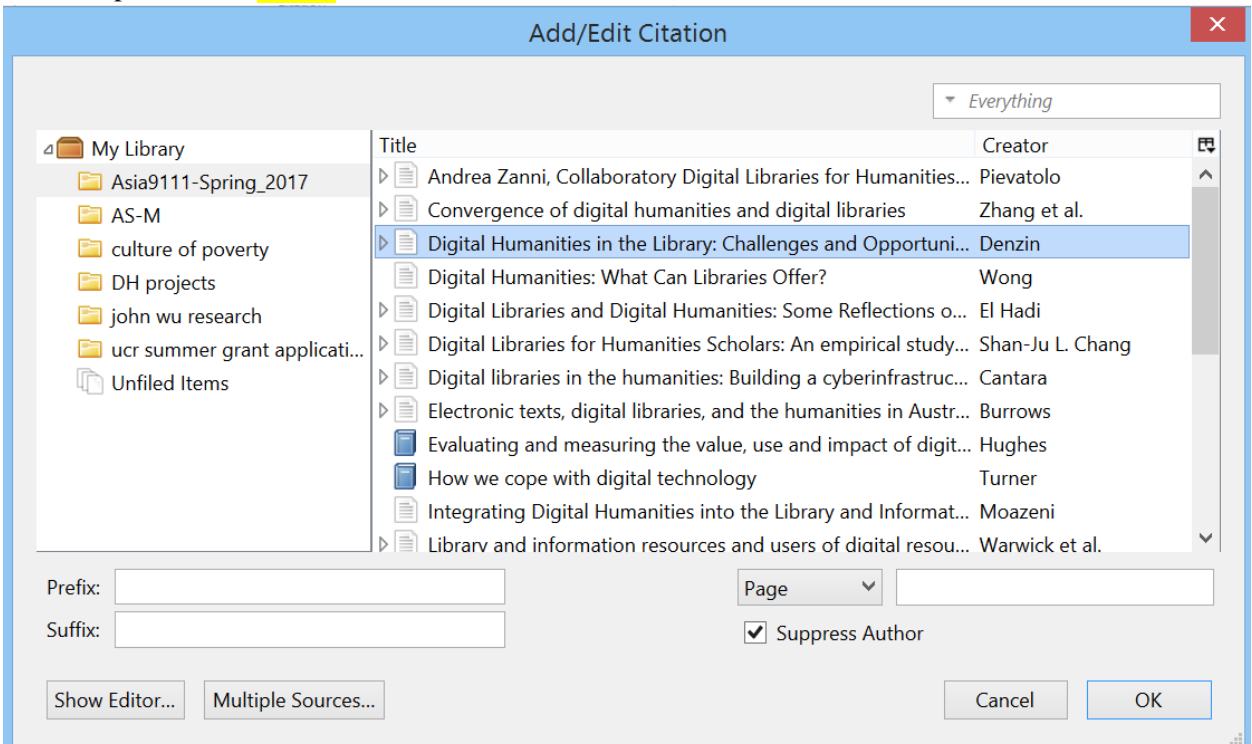 Add/Edit Citation
Everything
My Library
Asia9111-Spring_2017
AS-M
culture of poverty
DH projects
john wu research
ucr summer grant applicati...
Unfiled Items
Title Creator
Andrea Zanni, Collaboratory Digital Libraries for Humanities... Pievatolo
Convergence of digital humanities and digital libraries Zhang et al.
Digital Humanities in the Library: Challenges and Opportuni... Denzin
Digital Humanities: What Can Libraries Offer? Wong
Digital Libraries and Digital Humanities: Some Reflections o... El Hadi
Digital Libraries for Humanities Scholars: An empirical study... Shan-Ju L. Chang
Digital libraries in the humanities: Building a cyberinfrastruc... Cantara
Electronic texts, digital libraries, and the humanities in Austr... Burrows
Evaluating and measuring the value, use and impact of digit... Hughes
How we cope with digital technology Turner
Integrating Digital Humanities into the Library and Informat... Moazeni
Library and information resources and users of digital resou... Warwick et al.
Prefix:
Page
Suffix:
Suppress Author
Show Editor... Multiple Sources... Cancel OK